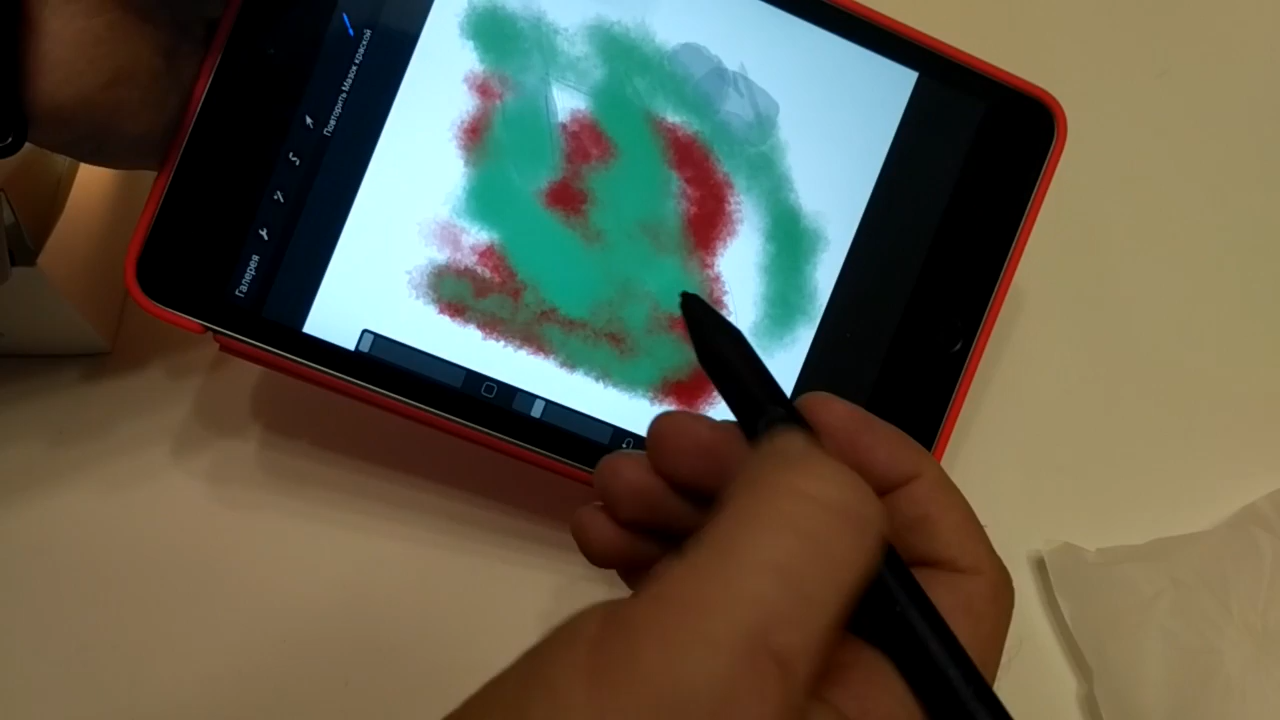 Галерея
Повторить Мазок краской